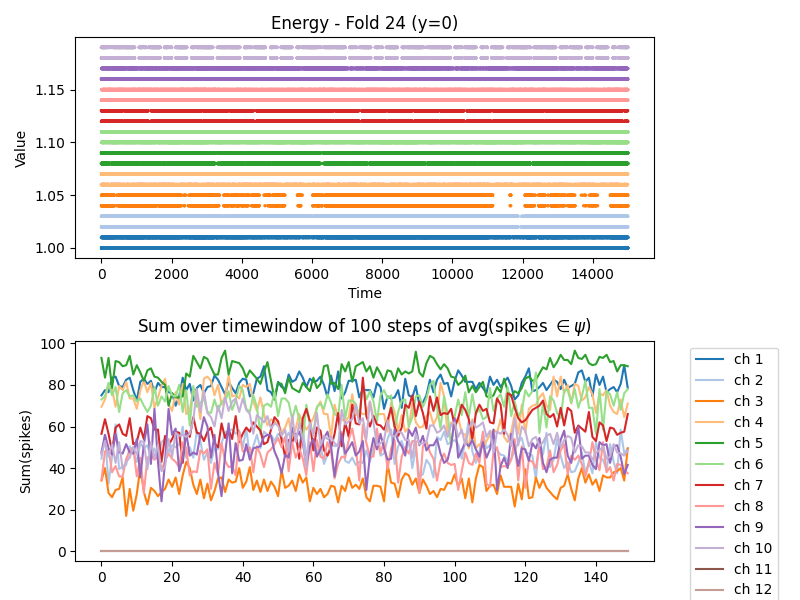 Energy - Fold 24 (y=0)
1.15
1.10
1.05
1.00
Value
0 2000 4000 6000 8000 10000 12000 14000
Time
Sum over timewindow of 100 steps of avg(spikes ∈ ψ)
100
80
60
40
20
0
Sum(spikes)
0 20 40 60 80 100 120 140
ch 1
ch 2
ch 3
ch 4
ch 5
ch 6
ch 7
ch 8
ch 9
ch 10
ch 11
ch 12